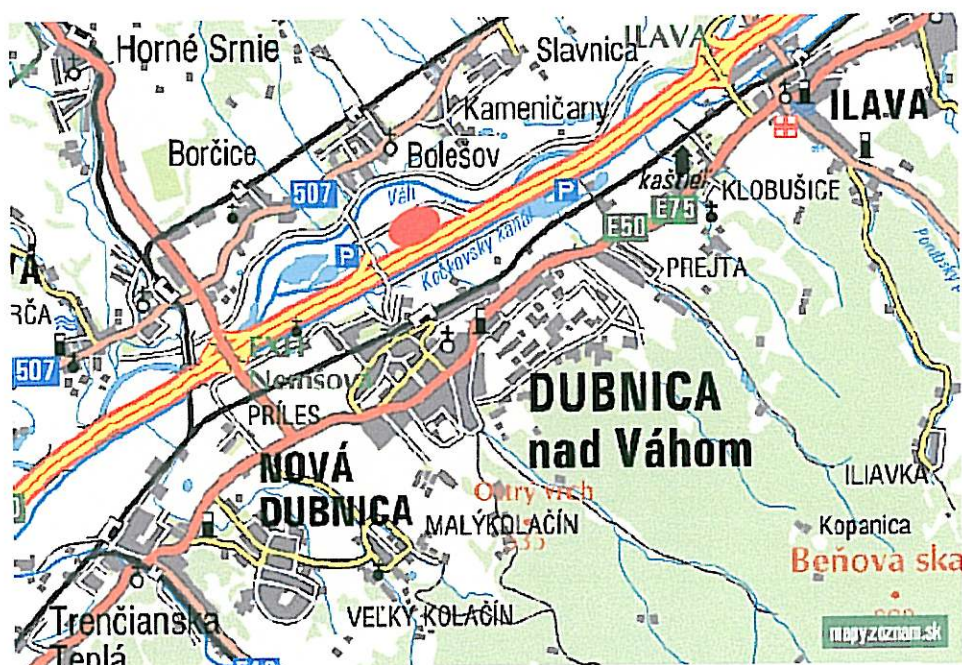 Horné Srnie
Slavnica
ILAVA
Kameničany
ILAVA
Borčice
Bolešov
507
Váh
P
kaštieľ
KLOBUŠICE
E75
E50
Kočkovský kanál
P
PREJTA
RČA
507
EXIT
Nemšová
PRÍLES
DUBNICA
nad Váhom
NOVÁ
DUBNICA
ILIAVKA
Ostrý vrch
MALÝ KOLAČÍN
Kopanica
Beňova ska
VEĽKÝ KOLAČÍN
Trenčianska
Teplá
mapy.zoznam.sk